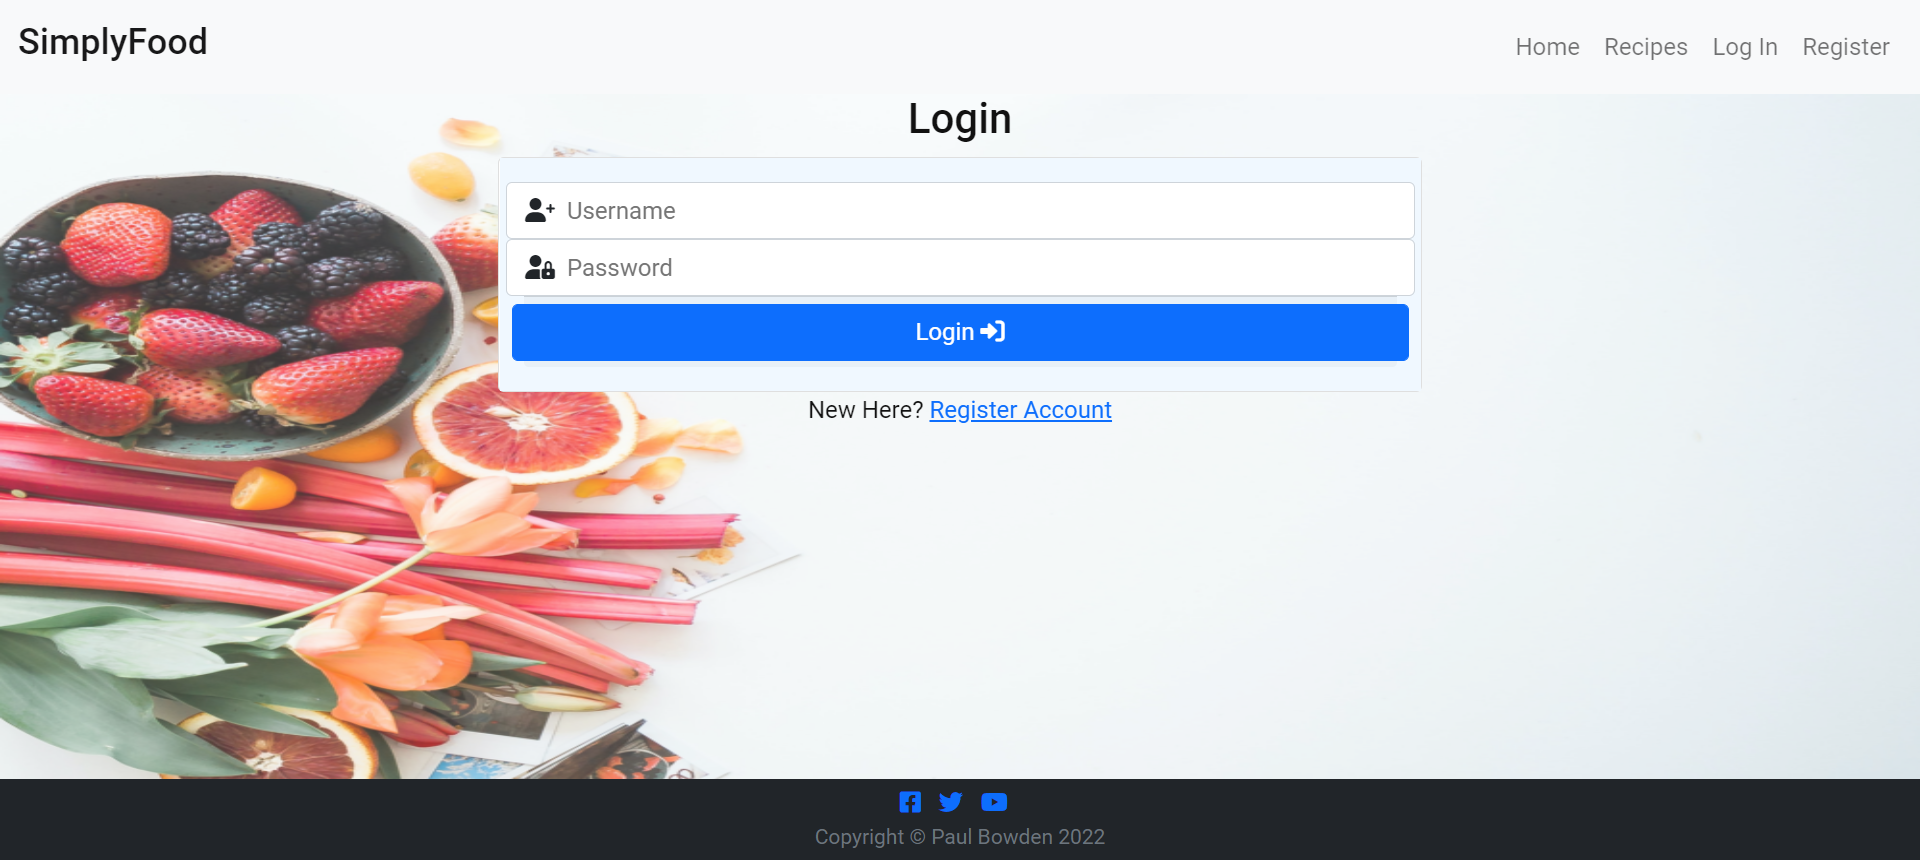 SimplyFood
Home Recipes Log In Register
Login
Username
Password
Login
New Here? Register Account
Copyright © Paul Bowden 2022